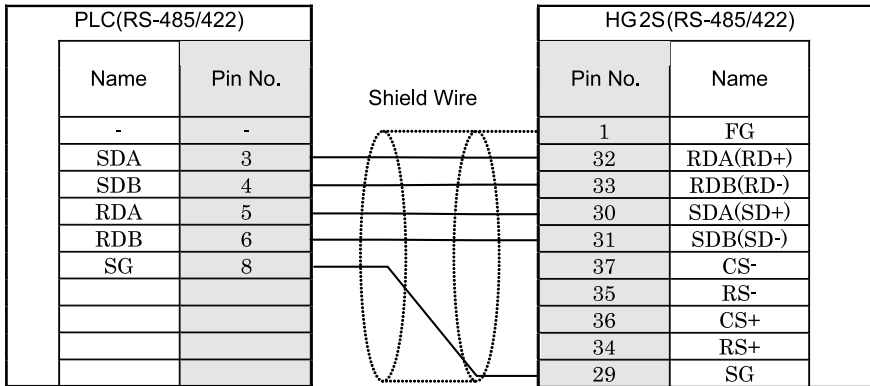 PLC(RS-485/422) HG2S(RS-485/422)
Name Pin No. Shield Wire Pin No. Name
- - 1 FG
SDA 3 32 RDA(RD+)
SDB 4 33 RDB(RD-)
RDA 5 30 SDA(SD+)
RDB 6 31 SDB(SD-)
SG 8 37 CS-
35 RS-
36 CS+
34 RS+
29 SG